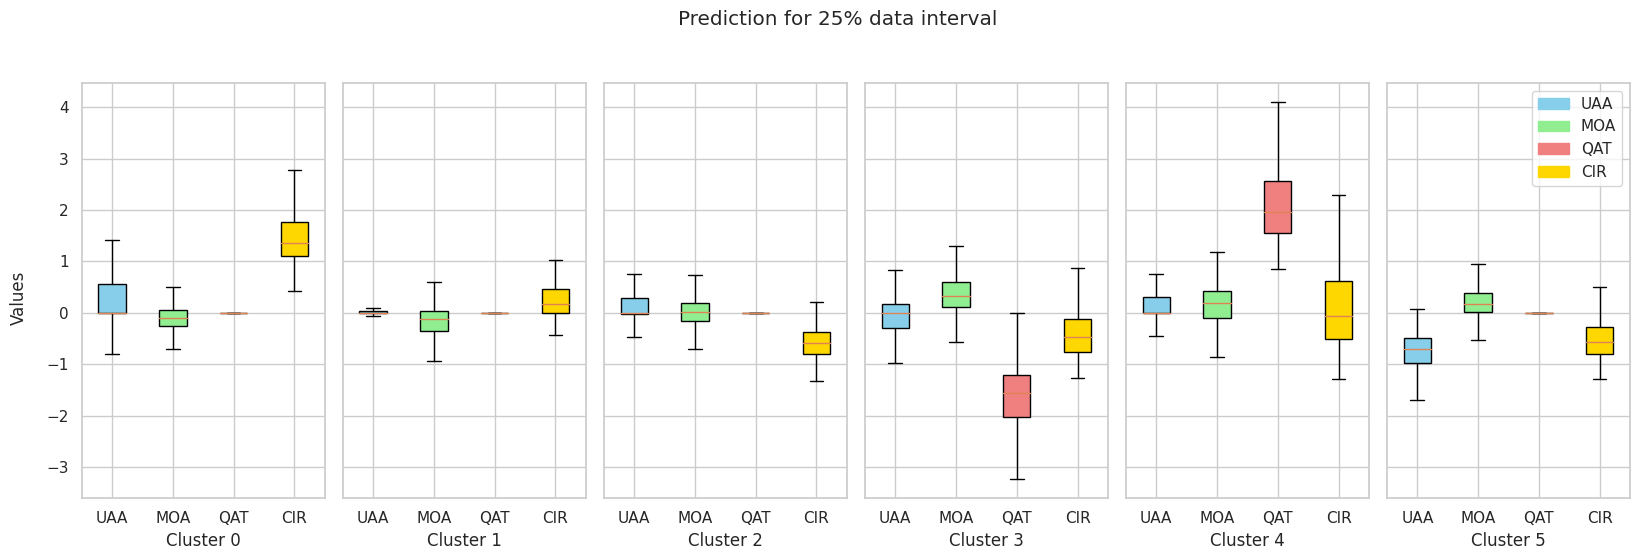 Prediction for 25% data interval
Values
4
3
2
1
0
−1
−2
−3
UAA MOA QAT CIR
Cluster 0
UAA MOA QAT CIR
Cluster 1
UAA MOA QAT CIR
Cluster 2
UAA MOA QAT CIR
Cluster 3
UAA MOA QAT CIR
Cluster 4
UAA MOA QAT CIR
Cluster 5
UAA
MOA
QAT
CIR